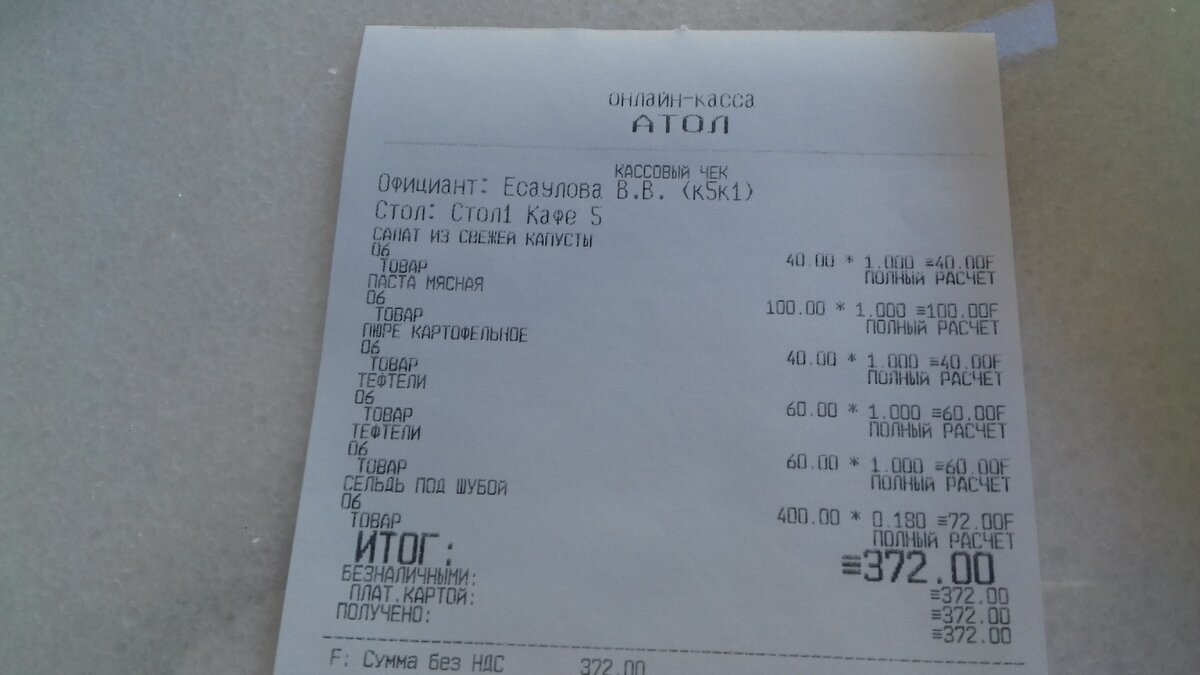 ОНЛАЙН-КАССА
АТОЛ
КАССОВЫЙ ЧЕК
Официант: Есаулова В.В. (к5к1)
Стол: Стол1 Кафе 5
САЛАТ ИЗ СВЕЖЕЙ КАПУСТЫ
06 40.00 * 1.000 ≡40.00F
ТОВАР ПОЛНЫЙ РАСЧЕТ
ПАСТА МЯСНАЯ
06 100.00 * 1.000 ≡100.00F
ТОВАР ПОЛНЫЙ РАСЧЕТ
ПЮРЕ КАРТОФЕЛЬНОЕ
06 40.00 * 1.000 ≡40.00F
ТОВАР ПОЛНЫЙ РАСЧЕТ
ТЕФТЕЛИ
06 60.00 * 1.000 ≡60.00F
ТОВАР ПОЛНЫЙ РАСЧЕТ
ТЕФТЕЛИ
06 60.00 * 1.000 ≡60.00F
ТОВАР ПОЛНЫЙ РАСЧЕТ
СЕЛЬДЬ ПОД ШУБОЙ
06 400.00 * 0.180 ≡72.00F
ТОВАР ПОЛНЫЙ РАСЧЕТ
ИТОГ: ≡372.00
БЕЗНАЛИЧНЫМИ: ≡372.00
ПЛАТ.КАРТОЙ: ≡372.00
ПОЛУЧЕНО: ≡372.00
F: Сумма без НДС 372.00